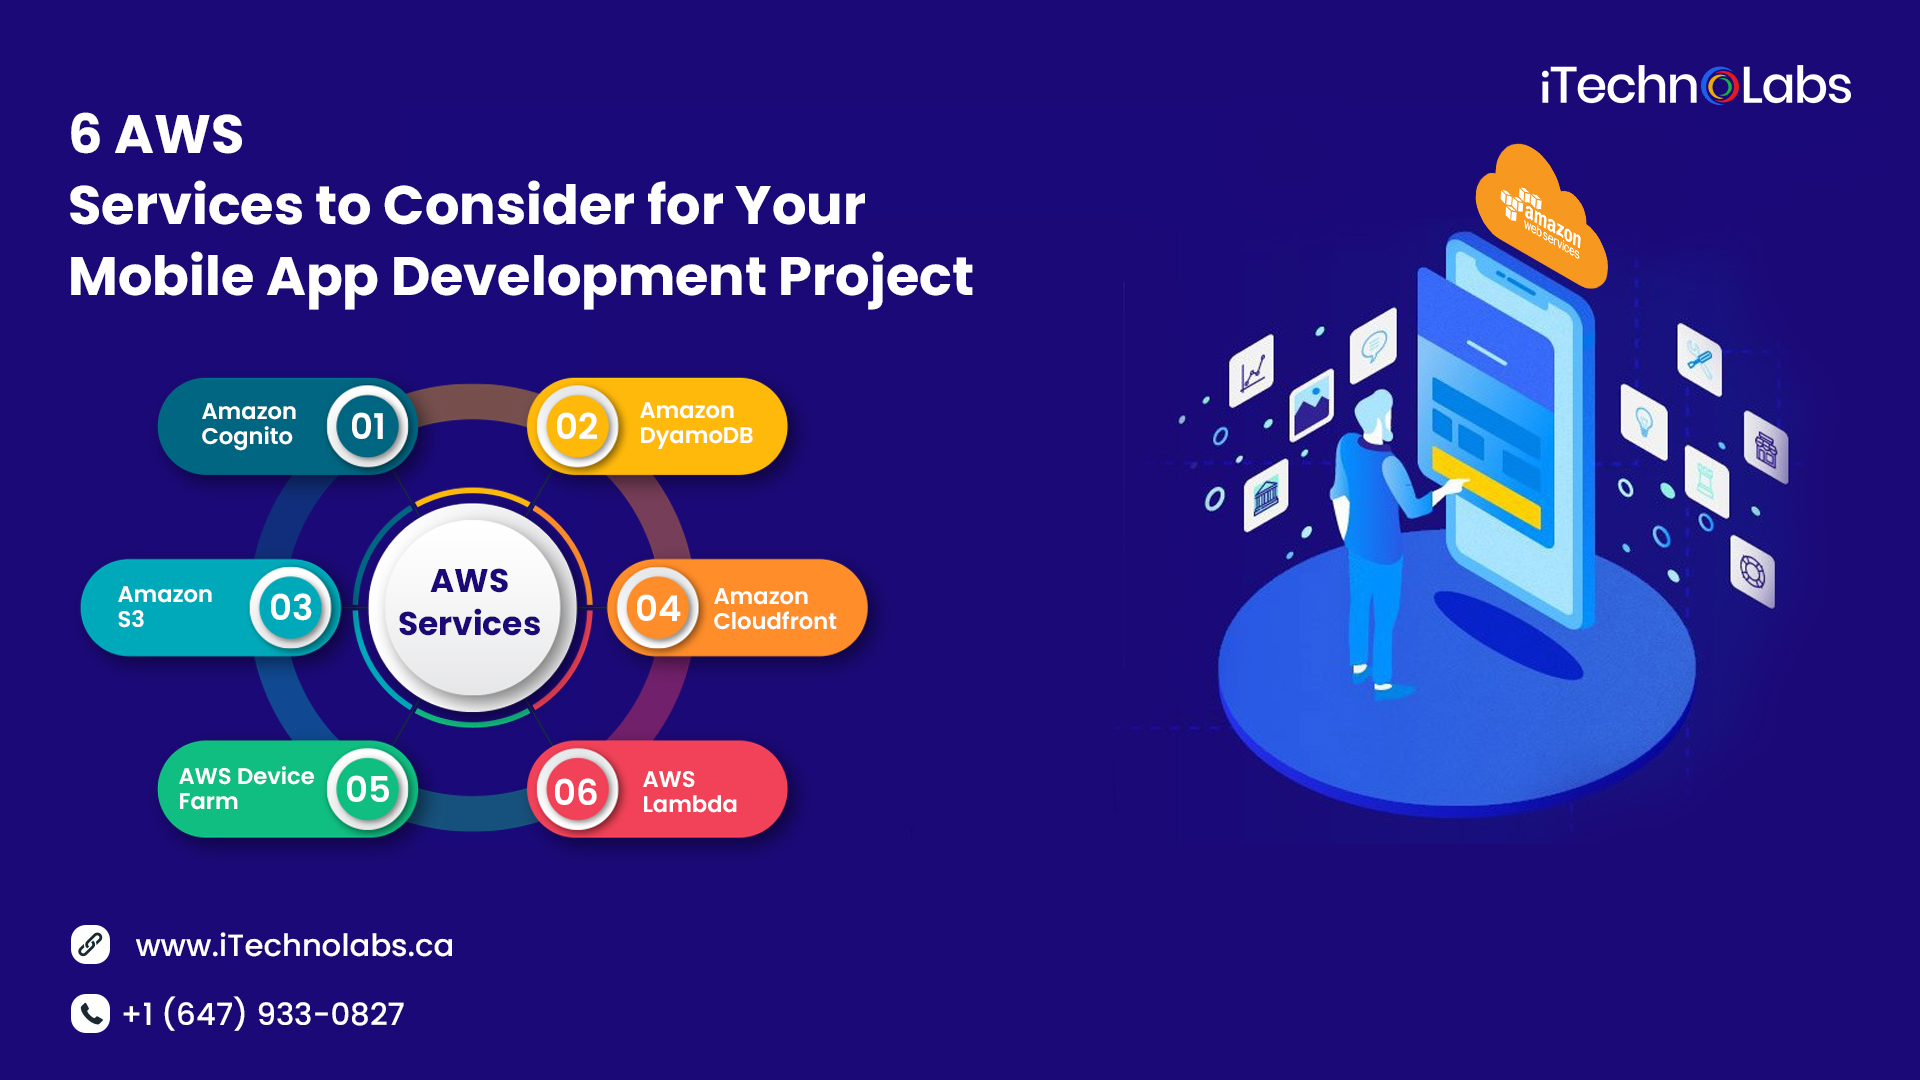 iTechnoLabs
6 AWS
Services to Consider for Your
Mobile App Development Project
amazon
web services
Amazon
Cognito
01
02
Amazon
DyamoDB
Amazon
S3
03
AWS
Services
04
Amazon
Cloudfront
AWS Device
Farm
05
06
AWS
Lambda
www.iTechnolabs.ca
+1 (647) 933-0827